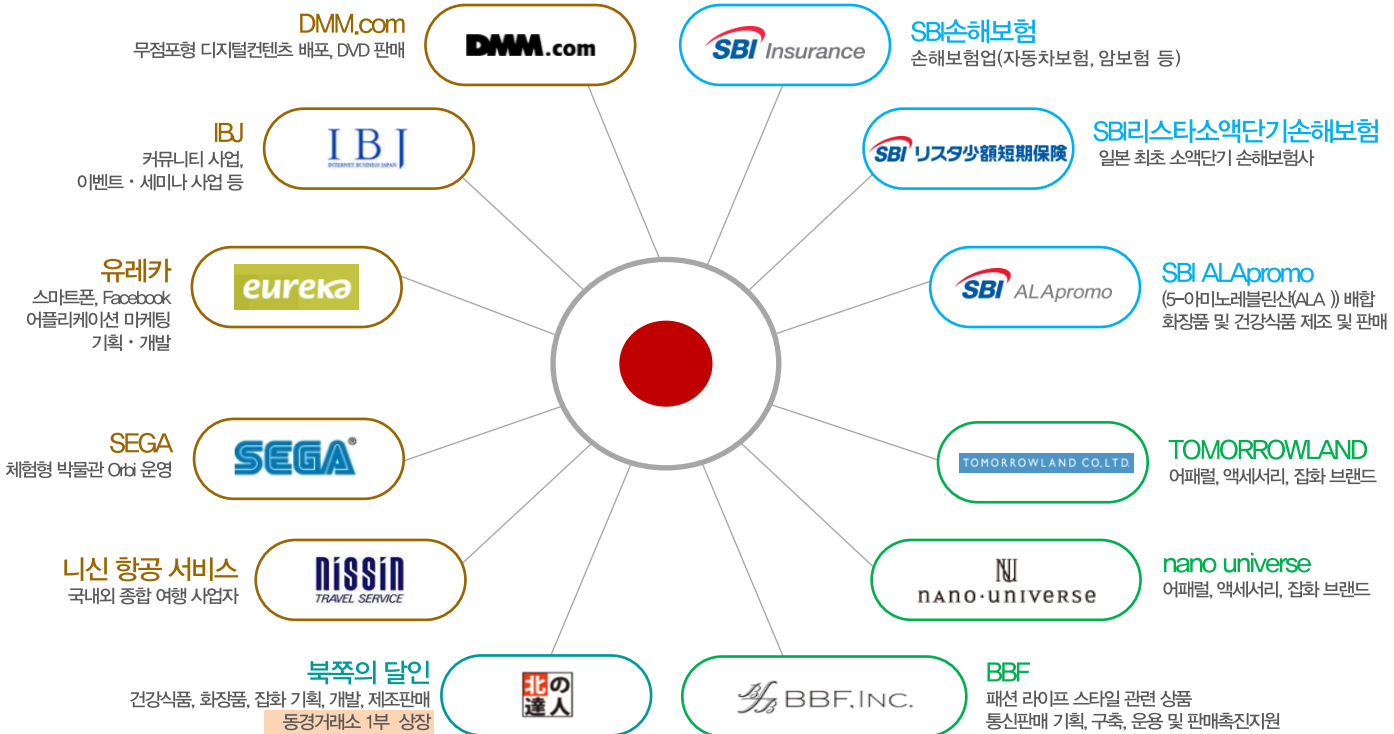 DMM.com
무점포형 디지털컨텐츠 배포, DVD 판매
DMM.com
SBI Insurance
SBI손해보험
손해보험업(자동차보험, 암보험 등)
IBJ
커뮤니티 사업,
이벤트・세미나 사업 등
IBJ
INTERNET BUSINESS JAPAN
SBI リスタ少額短期保険
SBI리스타소액단기손해보험
일본 최초 소액단기 손해보험사
유레카
스마트폰, Facebook
어플리케이션 마케팅
기획・개발
eureka
SBI ALApromo
SBI ALApromo
(5-아미노레블린산(ALA )) 배합
화장품 및 건강식품 제조 및 판매
SEGA
체험형 박물관 Orbi 운영
SEGA®
TOMORROWLAND CO.,LTD.
TOMORROWLAND
어패럴, 액세서리, 잡화 브랜드
니신 항공 서비스
국내외 종합 여행 사업자
nissin
TRAVEL SERVICE
NU
nano・universe
nano universe
어패럴, 액세서리, 잡화 브랜드
북쪽의 달인
건강식품, 화장품, 잡화 기획, 개발, 제조판매
동경거래소 1부 상장
北の
達人
BBF.INC.
BBF
패션 라이프 스타일 관련 상품
통신판매 기획, 구축, 운용 및 판매촉진지원